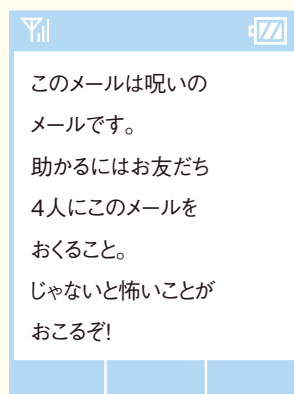 このメールは呪いの
メールです。
助かるにはお友だち
4人にこのメールを
おくること。
じゃないと怖いことが
おこるぞ!